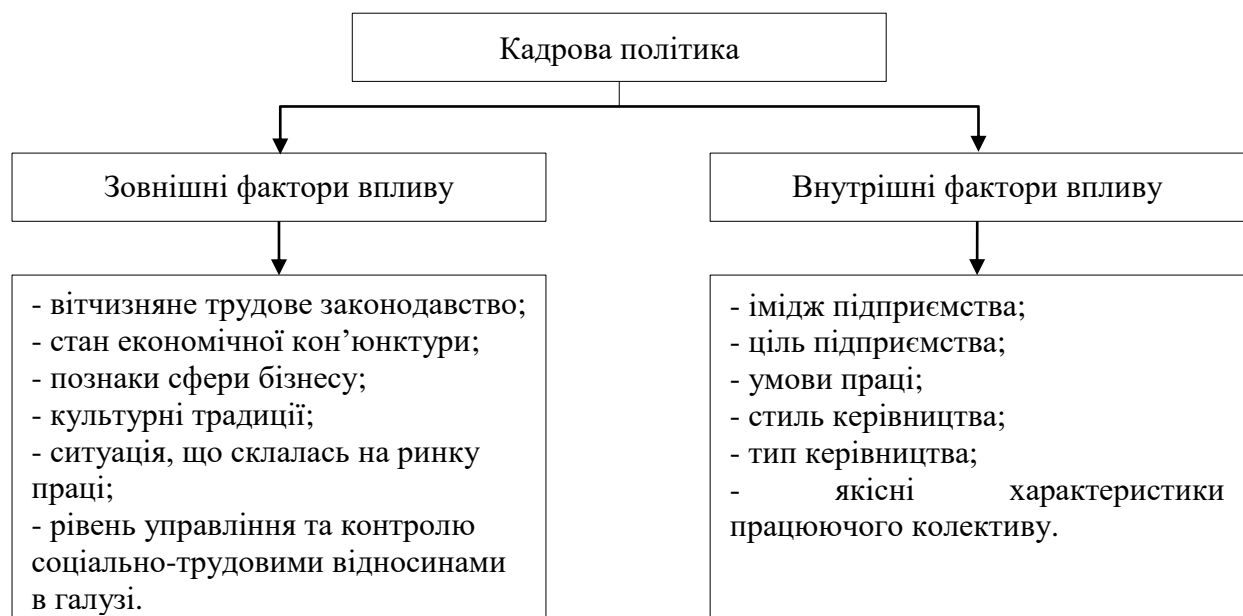 Кадрова політика
Зовнішні фактори впливу
Внутрішні фактори впливу
- вітчизняне трудове законодавство;
- стан економічної кон’юнктури;
- познаки сфери бізнесу;
- культурні традиції;
- ситуація, що склалась на ринку
праці;
- рівень управління та контролю
соціально-трудовими відносинами
в галузі.
- імідж підприємства;
- ціль підприємства;
- умови праці;
- стиль керівництва;
- тип керівництва;
- якісні характеристики
працюючого колективу.